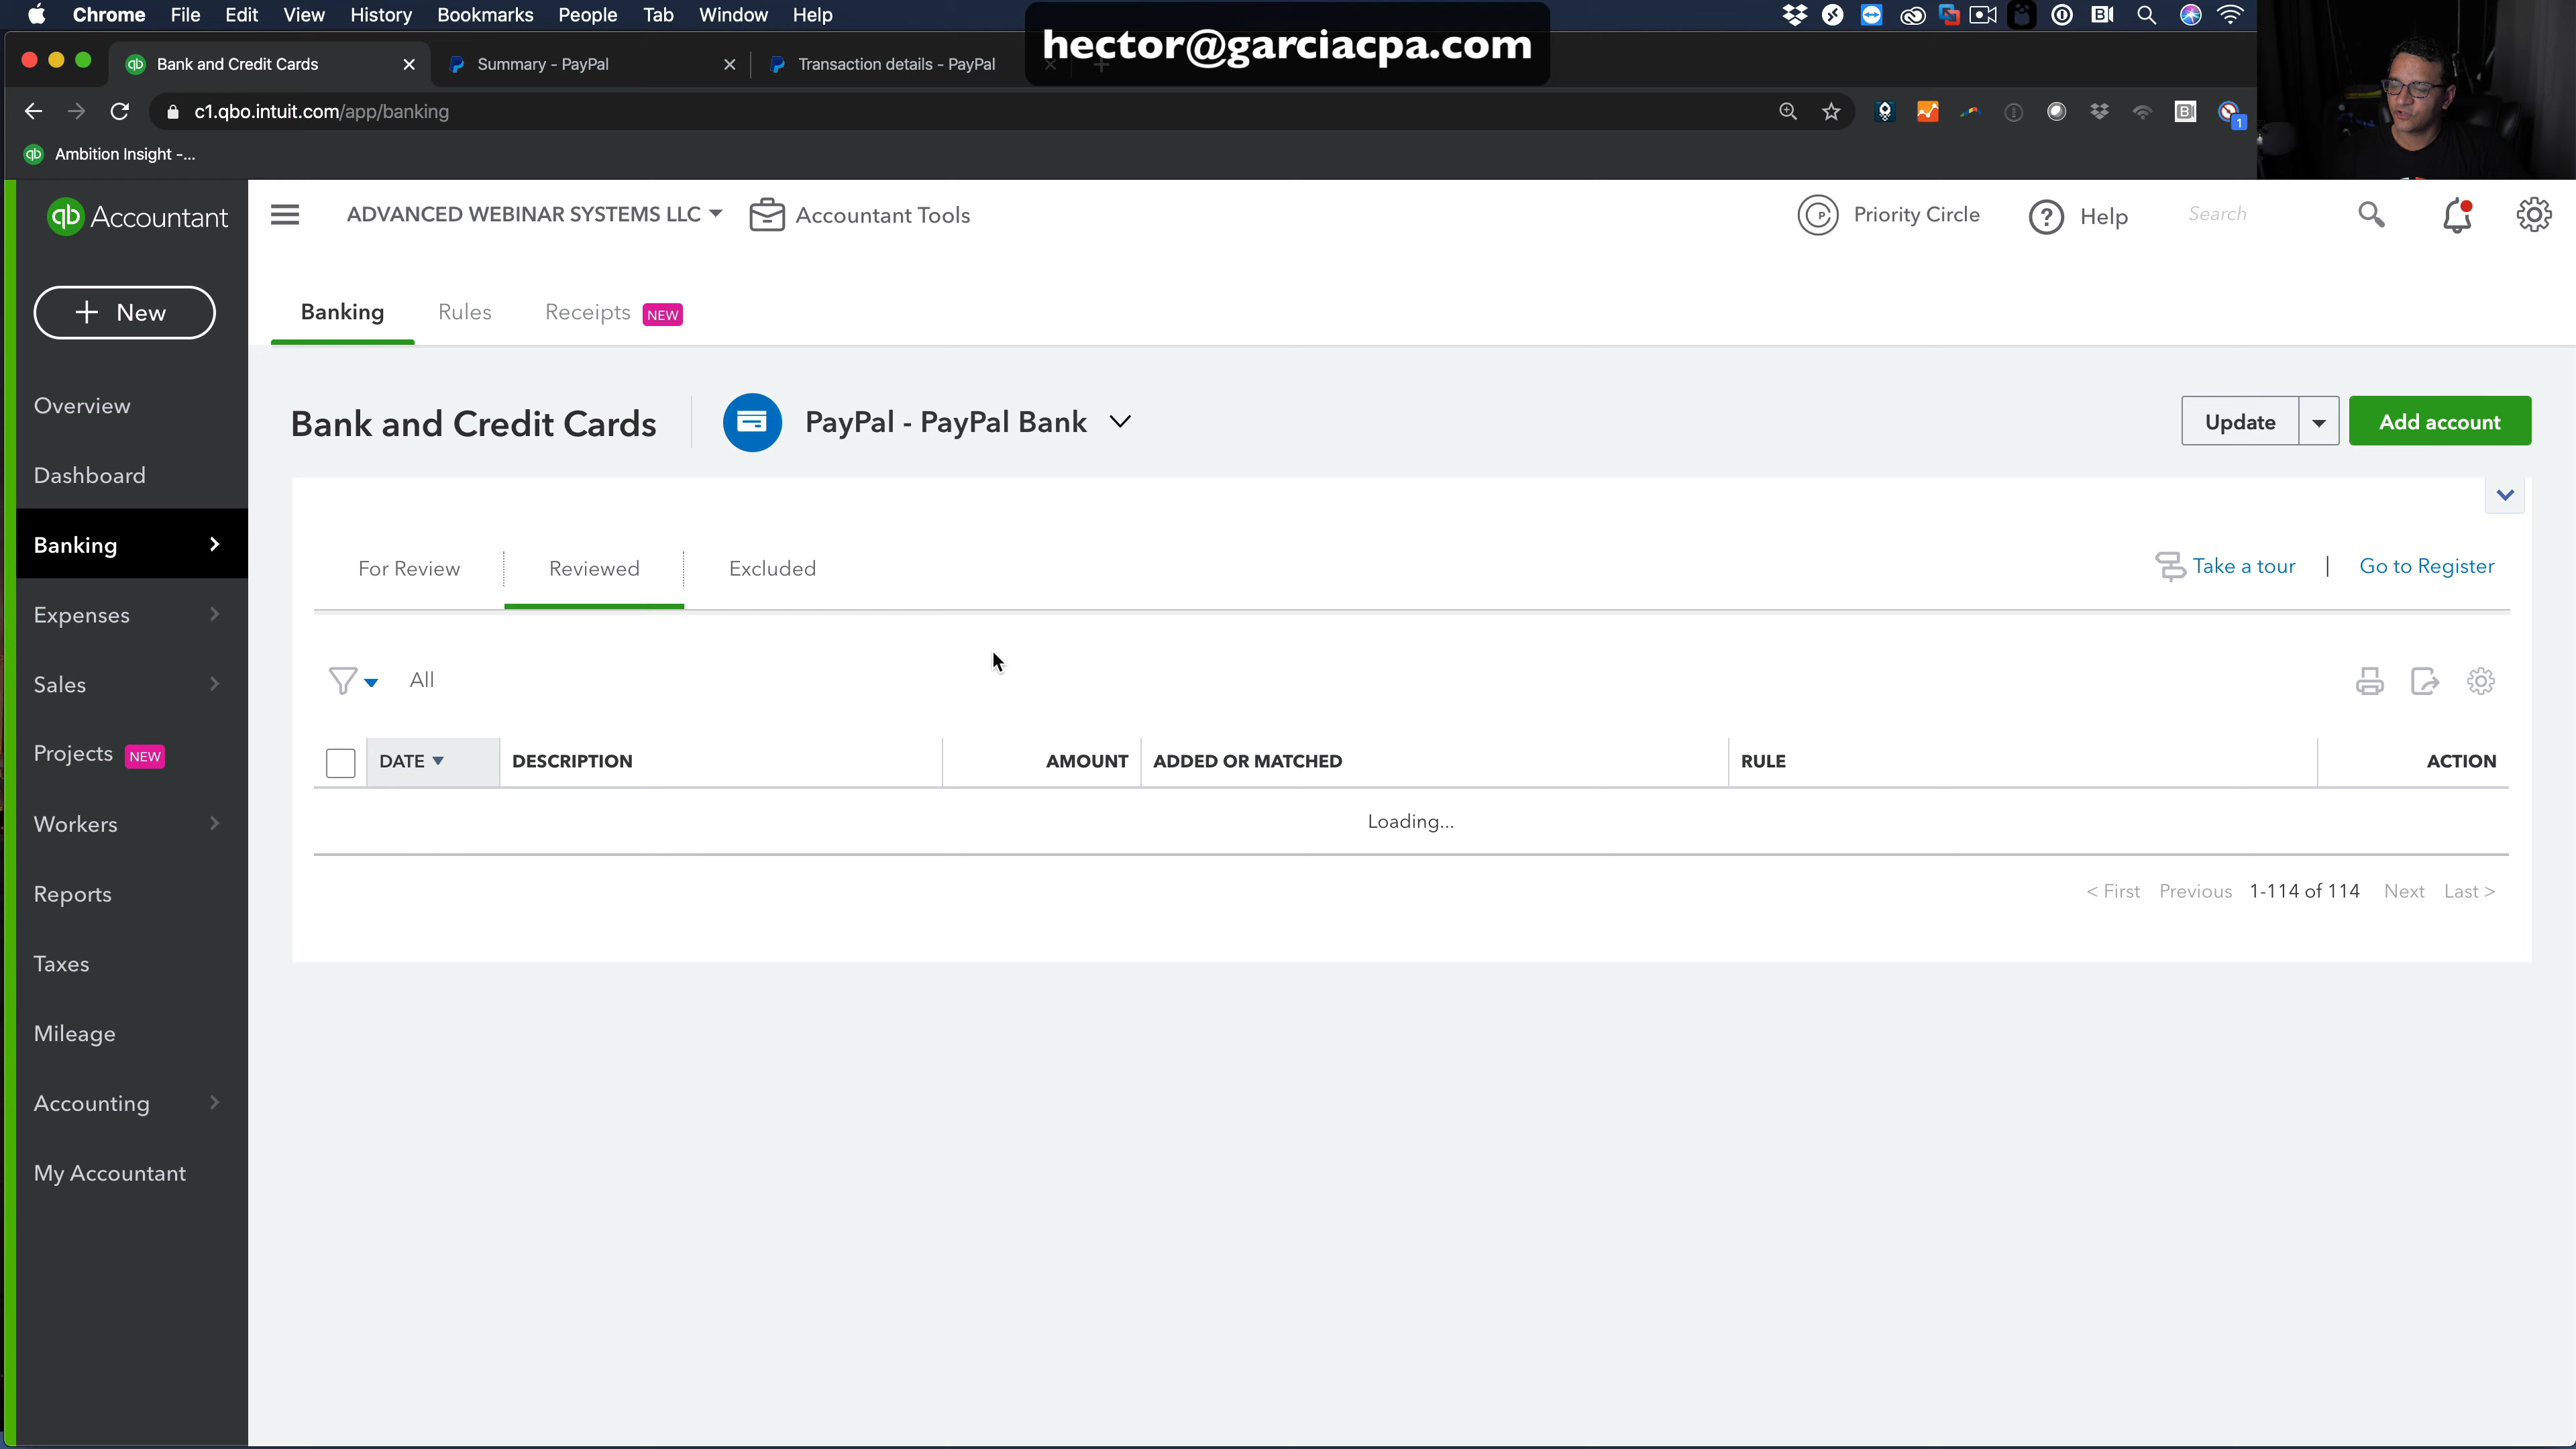 Chrome File Edit View History Bookmarks People Tab Window Help
hector@garciacpa.com
Bank and Credit Cards
Summary - PayPal
Transaction details - PayPal
c1.qbo.intuit.com/app/banking
1
Ambition Insight -...
qb Accountant
ADVANCED WEBINAR SYSTEMS LLC
Accountant Tools
Priority Circle
Help
Search
+ New
Banking
Rules
Receipts NEW
Overview
Dashboard
Banking
Expenses
Sales
Projects NEW
Workers
Reports
Taxes
Mileage
Accounting
My Accountant
Bank and Credit Cards
PayPal - PayPal Bank
Update
Add account
For Review
Reviewed
Excluded
Take a tour | Go to Register
All
DATE DESCRIPTION AMOUNT ADDED OR MATCHED RULE ACTION
Loading...
< First Previous 1-114 of 114 Next Last >